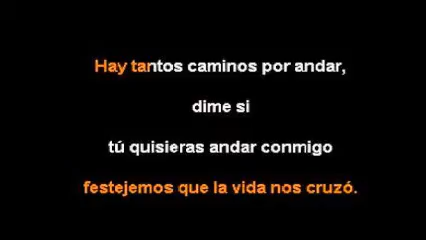 Hay tantos caminos por andar,
dime si
tú quisieras andar conmigo
festejemos que la vida nos cruzó.